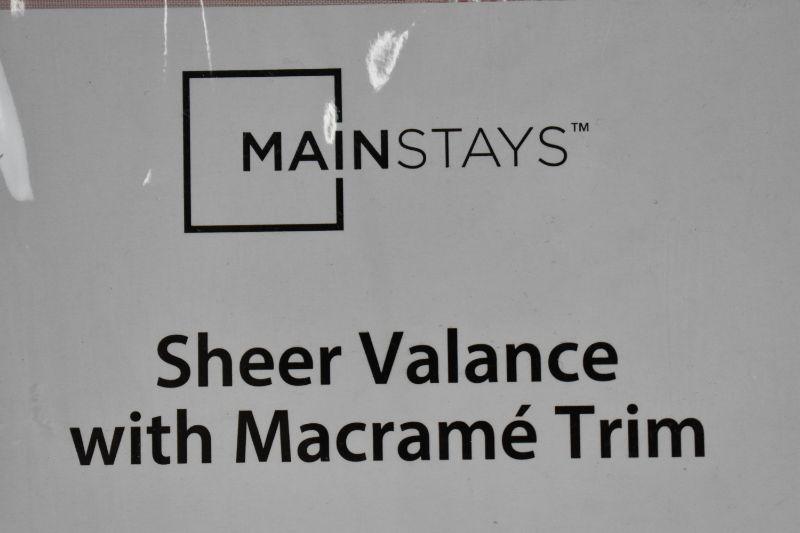 MAINSTAYS™
Sheer Valance
with Macramé Trim